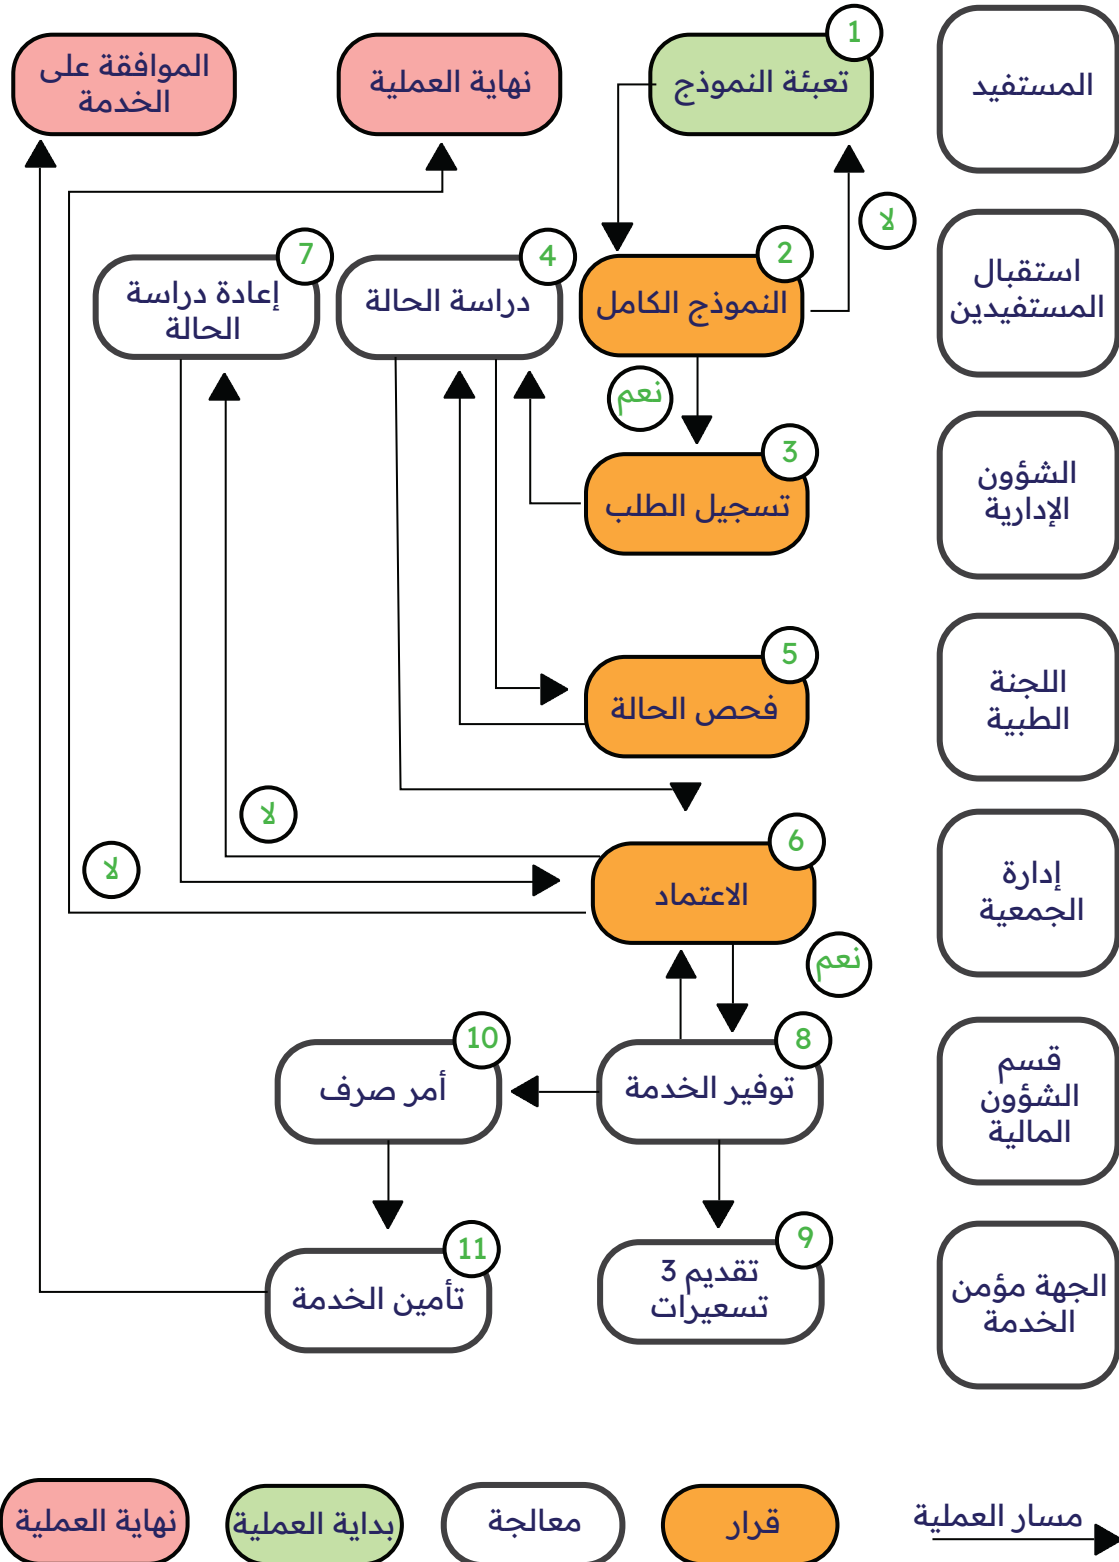 المستفيد
1
تعبئة النموذج
نهاية العملية
الموافقة على
الخدمة
لا
استقبال
المستفيدين
2
النموذج الكامل
4
دراسة الحالة
7
إعادة دراسة
الحالة
نعم
الشؤون
الإدارية
3
تسجيل الطلب
اللجنة
الطبية
5
فحص الحالة
لا
لا
إدارة
الجمعية
6
الاعتماد
نعم
قسم
الشؤون
المالية
8
توفير الخدمة
10
أمر صرف
الجهة مؤمن
الخدمة
9
تقديم 3
تسعيرات
11
تأمين الخدمة
مسار العملية
قرار
معالجة
بداية العملية
نهاية العملية